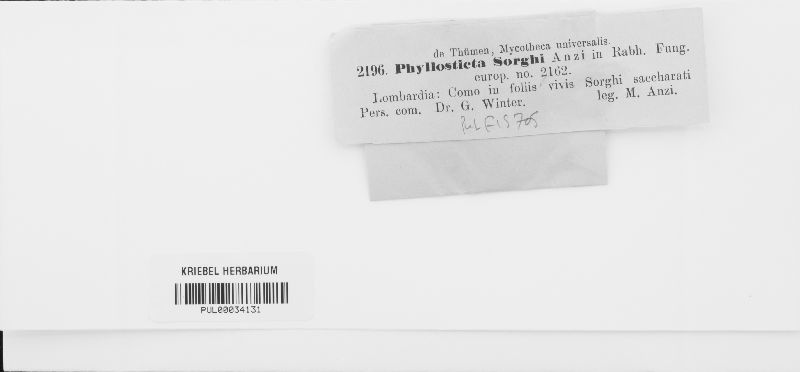 de Thümen, Mycotheca universalis.
2196. Phyllosticta Sorghi Anzi in Rabh. Fung.
europ. no. 2162.
Lombardia: Como in foliis vivis Sorghi saccharati
Pers. com. Dr. G. Winter. leg. M. Anzi.
KRIEBEL HERBARIUM
PUL00034131